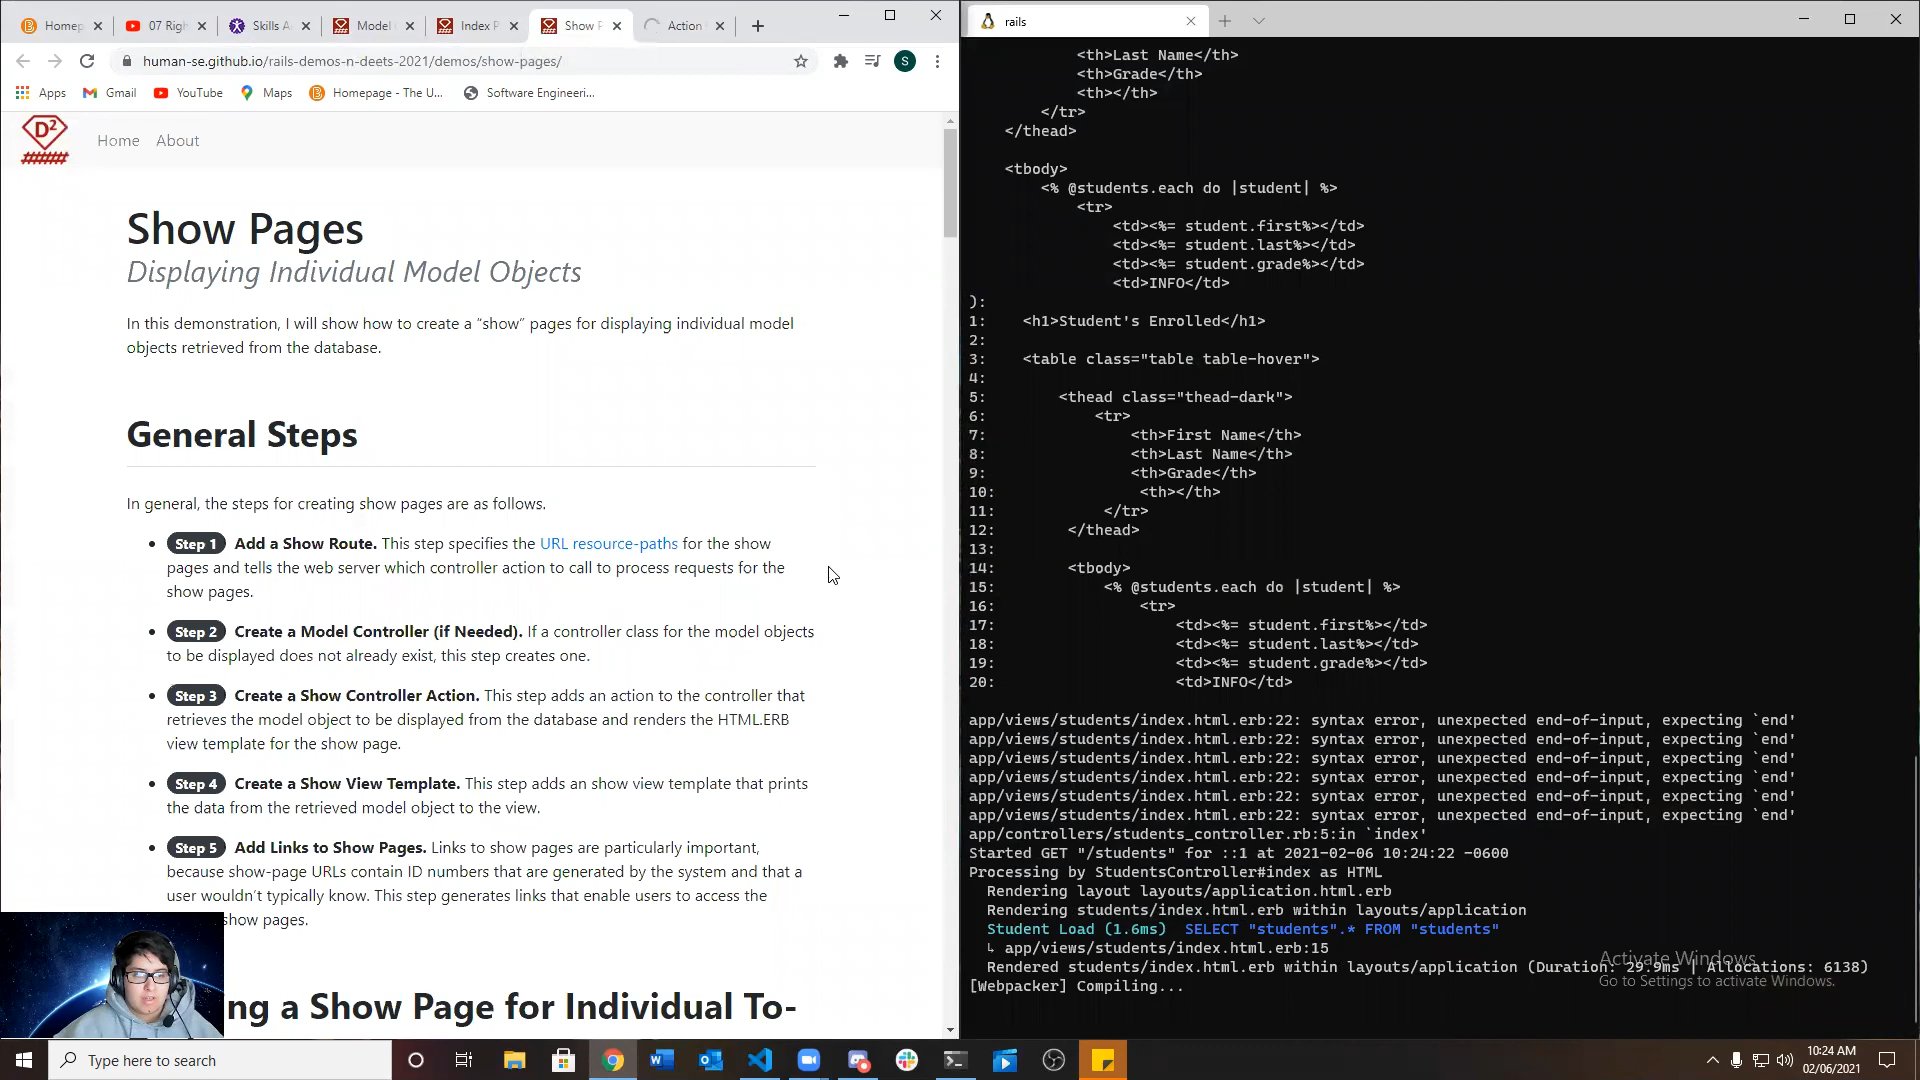 Homep
07 Righ
Skills A
Model
Index P
Show P
Action
human-se.github.io/rails-demos-n-deets-2021/demos/show-pages/
S
Apps
Gmail
YouTube
Maps
Homepage - The U...
Software Engineeri...
D2
Home
About
Show Pages
Displaying Individual Model Objects
In this demonstration, I will show how to create a “show” pages for displaying individual model
objects retrieved from the database.
General Steps
In general, the steps for creating show pages are as follows.
Step 1 Add a Show Route. This step specifies the URL resource-paths for the show
pages and tells the web server which controller action to call to process requests for the
show pages.
Step 2 Create a Model Controller (if Needed). If a controller class for the model objects
to be displayed does not already exist, this step creates one.
Step 3 Create a Show Controller Action. This step adds an action to the controller that
retrieves the model object to be displayed from the database and renders the HTML.ERB
view template for the show page.
Step 4 Create a Show View Template. This step adds an show view template that prints
the data from the retrieved model object to the view.
Step 5 Add Links to Show Pages. Links to show pages are particularly important,
because show-page URLs contain ID numbers that are generated by the system and that a
user wouldn’t typically know. This step generates links that enable users to access the
show pages.
ng a Show Page for Individual To-
rails
<th>Last Name</th>
<th>Grade</th>
<th></th>
</tr>
</thead>
<tbody>
<% @students.each do |student| %>
<tr>
<td><%= student.first%></td>
<td><%= student.last%></td>
<td><%= student.grade%></td>
<td>INFO</td>
):
1: <h1>Student's Enrolled</h1>
2:
3: <table class="table table-hover">
4:
5: <thead class="thead-dark">
6: <tr>
7: <th>First Name</th>
8: <th>Last Name</th>
9: <th>Grade</th>
10: <th></th>
11: </tr>
12: </thead>
13:
14: <tbody>
15: <% @students.each do |student| %>
16: <tr>
17: <td><%= student.first%></td>
18: <td><%= student.last%></td>
19: <td><%= student.grade%></td>
20: <td>INFO</td>
app/views/students/index.html.erb:22: syntax error, unexpected end-of-input, expecting `end'
app/views/students/index.html.erb:22: syntax error, unexpected end-of-input, expecting `end'
app/views/students/index.html.erb:22: syntax error, unexpected end-of-input, expecting `end'
app/views/students/index.html.erb:22: syntax error, unexpected end-of-input, expecting `end'
app/views/students/index.html.erb:22: syntax error, unexpected end-of-input, expecting `end'
app/views/students/index.html.erb:22: syntax error, unexpected end-of-input, expecting `end'
app/controllers/students_controller.rb:5:in `index'
Started GET "/students" for ::1 at 2021-02-06 10:24:22 -0600
Processing by StudentsController#index as HTML
Rendering layout layouts/application.html.erb
Rendering students/index.html.erb within layouts/application
Student Load (1.6ms) SELECT "students".* FROM "students"
↳ app/views/students/index.html.erb:15
Rendered students/index.html.erb within layouts/application (Duration: 29.9ms | Allocations: 6138)
[Webpacker] Compiling...
Activate Windows
Go to Settings to activate Windows.
Type here to search
10:24 AM
02/06/2021